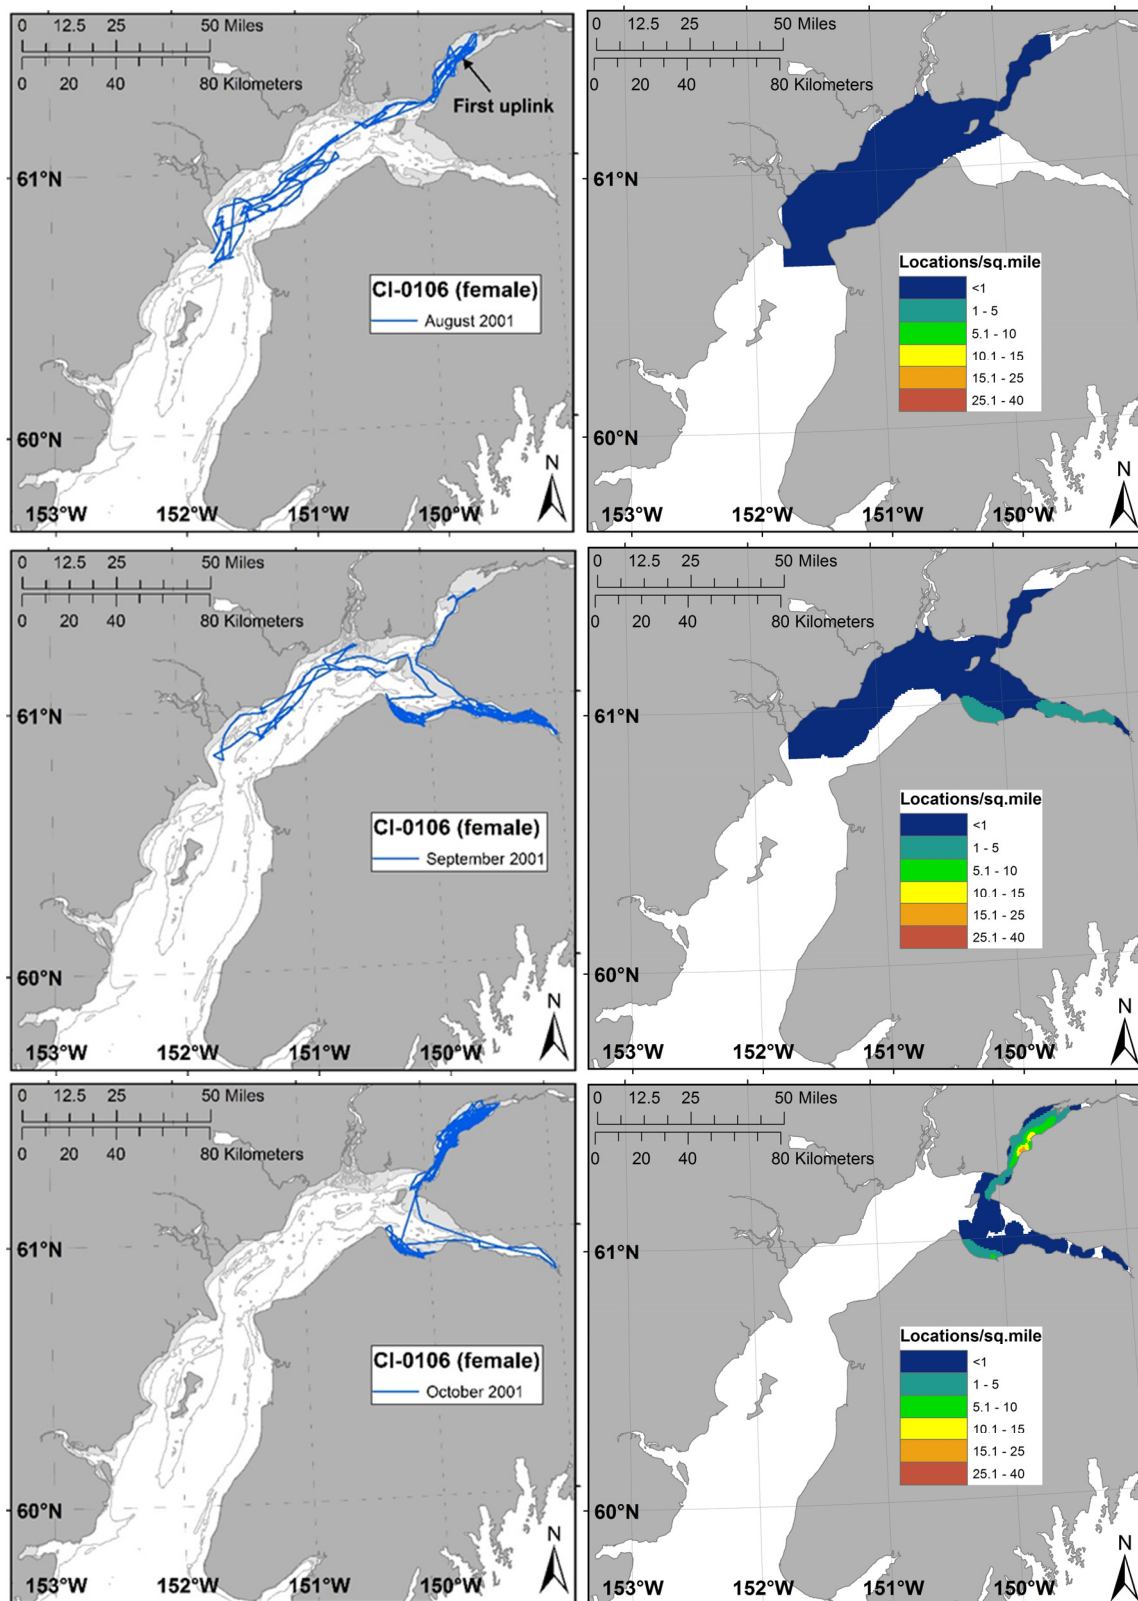 0 12.5 25 50 Miles
0 20 40 80 Kilometers
First uplink
61°N
CI-0106 (female)
August 2001
60°N
N
153°W 152°W 151°W 150°W
0 12.5 25 50 Miles
0 20 40 80 Kilometers
61°N
Locations/sq.mile
<1
1 - 5
5.1 - 10
10.1 - 15
15.1 - 25
25.1 - 40
60°N
N
153°W 152°W 151°W 150°W
0 12.5 25 50 Miles
0 20 40 80 Kilometers
61°N
CI-0106 (female)
September 2001
60°N
N
153°W 152°W 151°W 150°W
0 12.5 25 50 Miles
0 20 40 80 Kilometers
61°N
Locations/sq.mile
<1
1 - 5
5.1 - 10
10.1 - 15
15.1 - 25
25.1 - 40
60°N
N
153°W 152°W 151°W 150°W
0 12.5 25 50 Miles
0 20 40 80 Kilometers
61°N
CI-0106 (female)
October 2001
60°N
N
153°W 152°W 151°W 150°W
0 12.5 25 50 Miles
0 20 40 80 Kilometers
61°N
Locations/sq.mile
<1
1 - 5
5.1 - 10
10.1 - 15
15.1 - 25
25.1 - 40
60°N
N
153°W 152°W 151°W 150°W